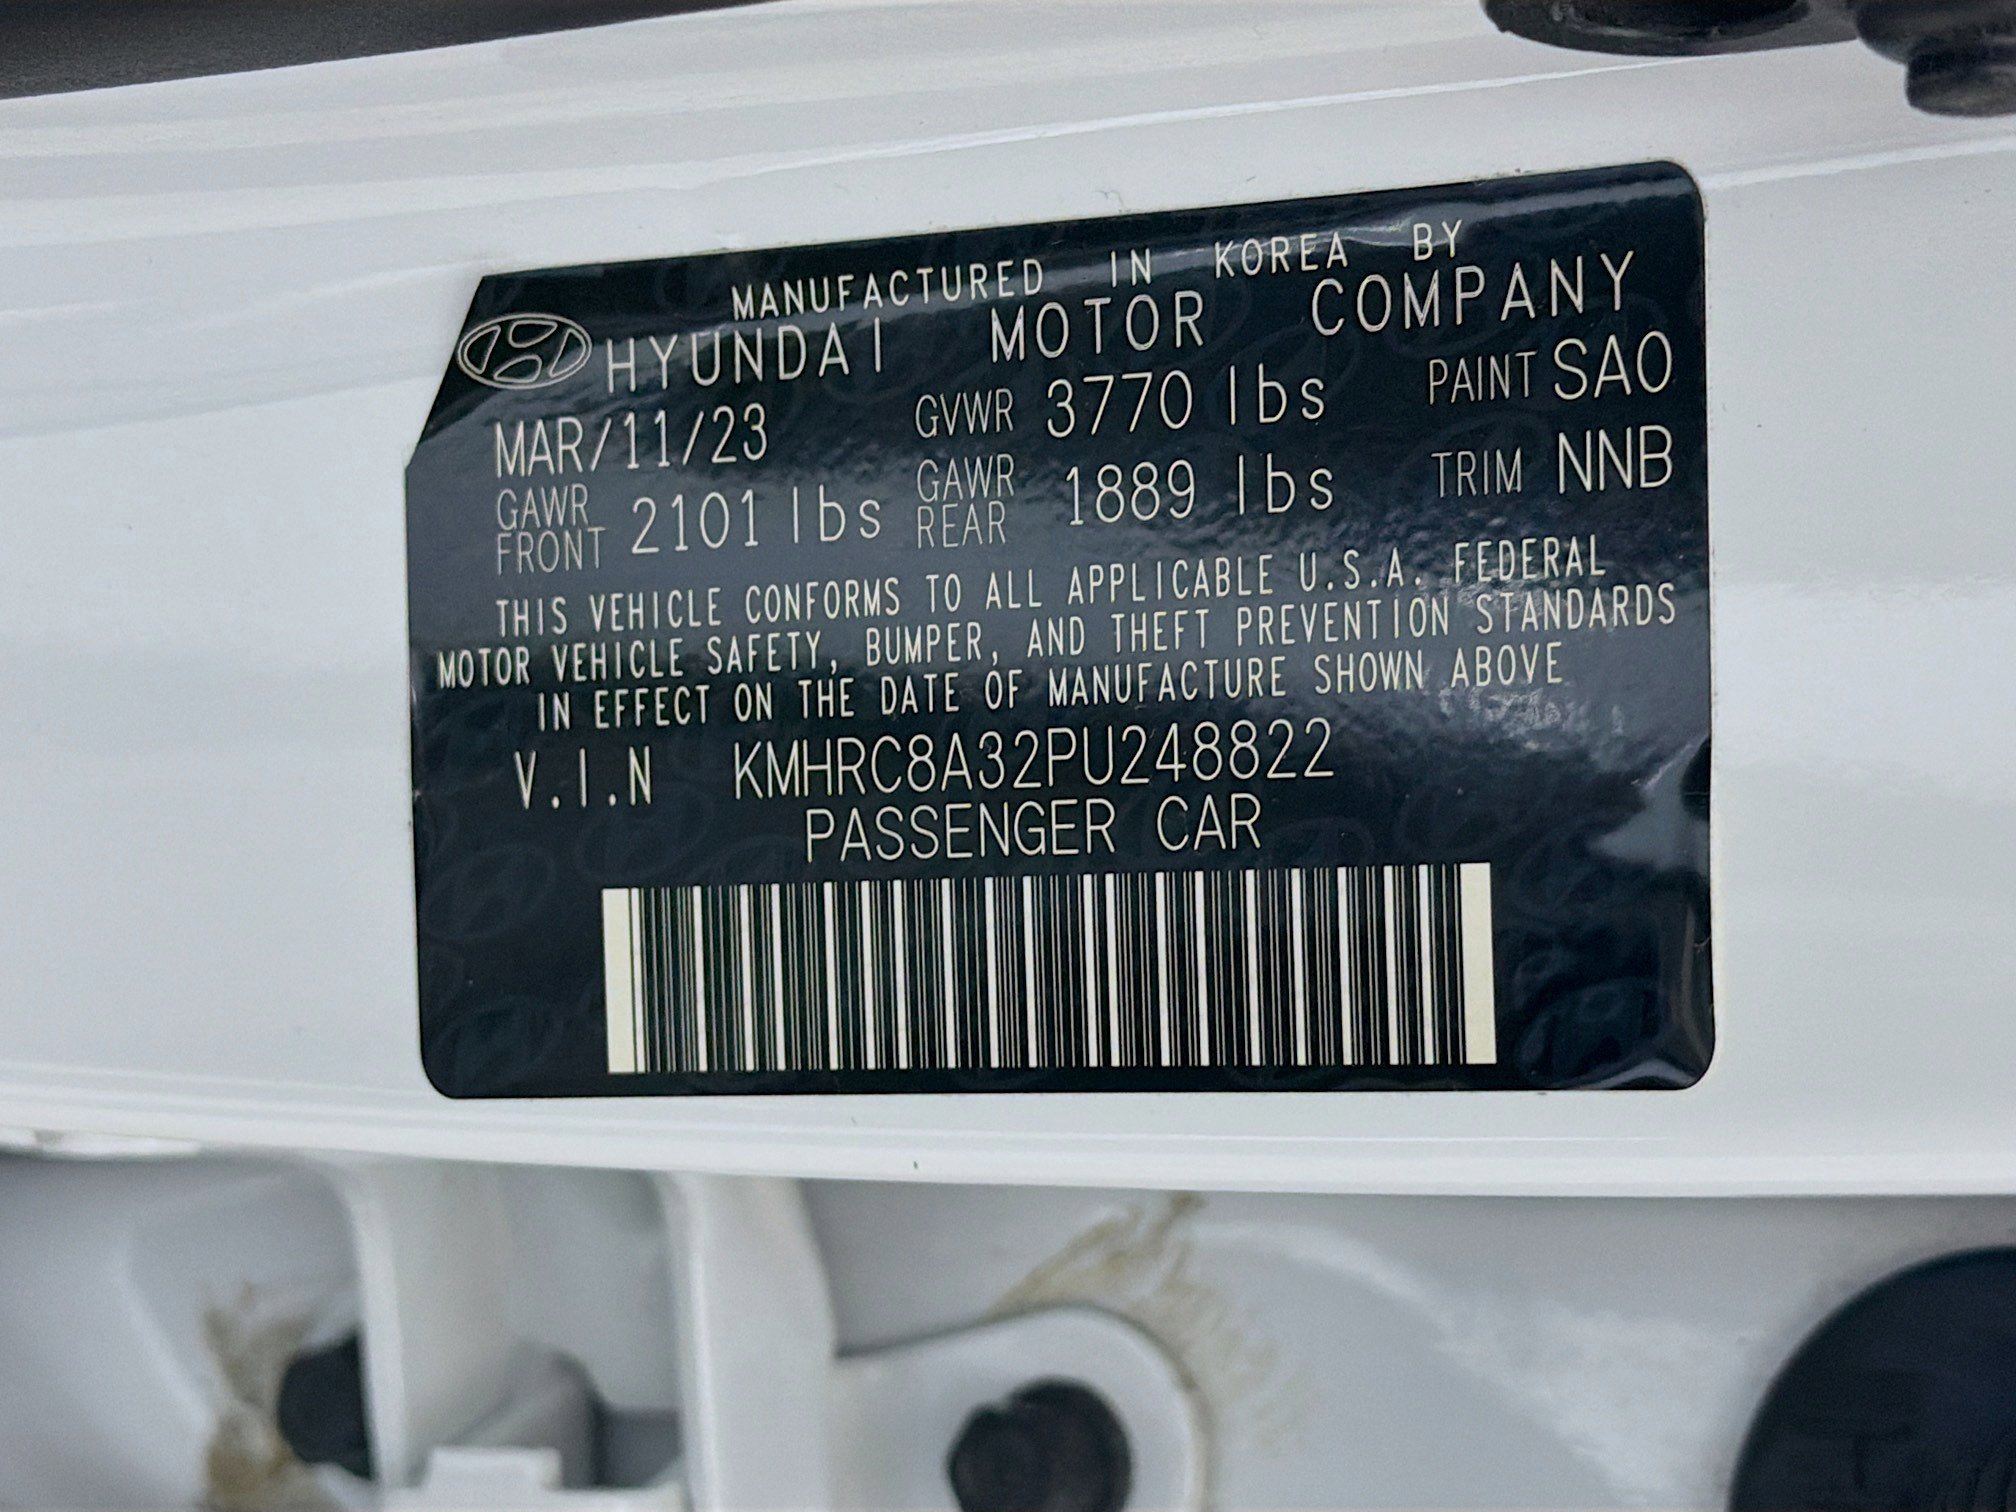 MANUFACTURED IN KOREA BY
HYUNDAI MOTOR COMPANY
MAR/11/23 GVWR 3770 lbs PAINT SAO
GAWR FRONT 2101 lbs GAWR REAR 1889 lbs TRIM NNB
THIS VEHICLE CONFORMS TO ALL APPLICABLE U.S.A. FEDERAL
MOTOR VEHICLE SAFETY, BUMPER, AND THEFT PREVENTION STANDARDS
IN EFFECT ON THE DATE OF MANUFACTURE SHOWN ABOVE
V.I.N KMHRC8A32PU248822
PASSENGER CAR